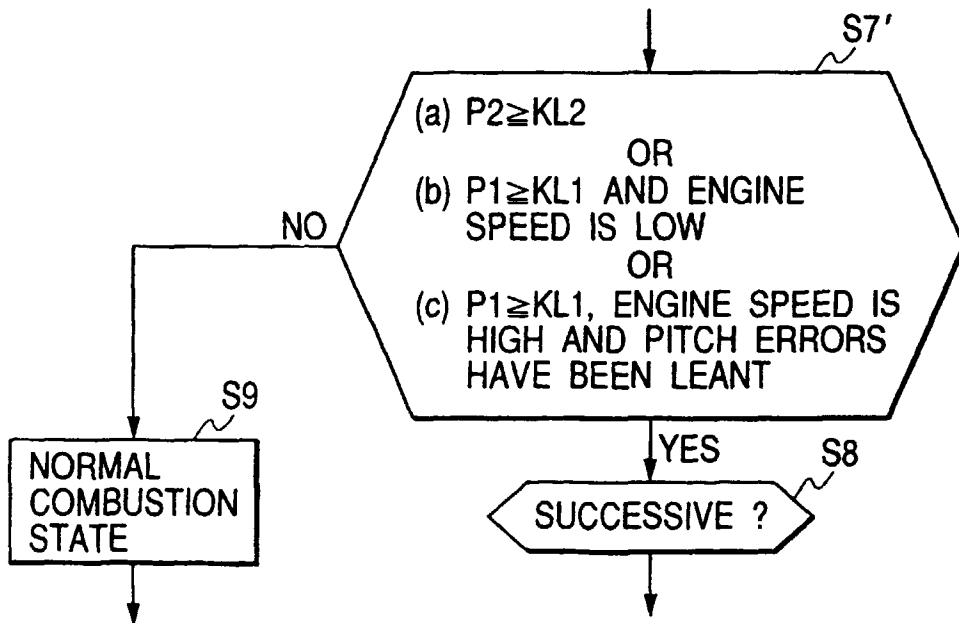 S7'
(a) P2≧KL2
OR
(b) P1≧KL1 AND ENGINE
SPEED IS LOW
OR
(c) P1≧KL1, ENGINE SPEED IS
HIGH AND PITCH ERRORS
HAVE BEEN LEANT
NO
YES
S9
NORMAL
COMBUSTION
STATE
S8
SUCCESSIVE ?